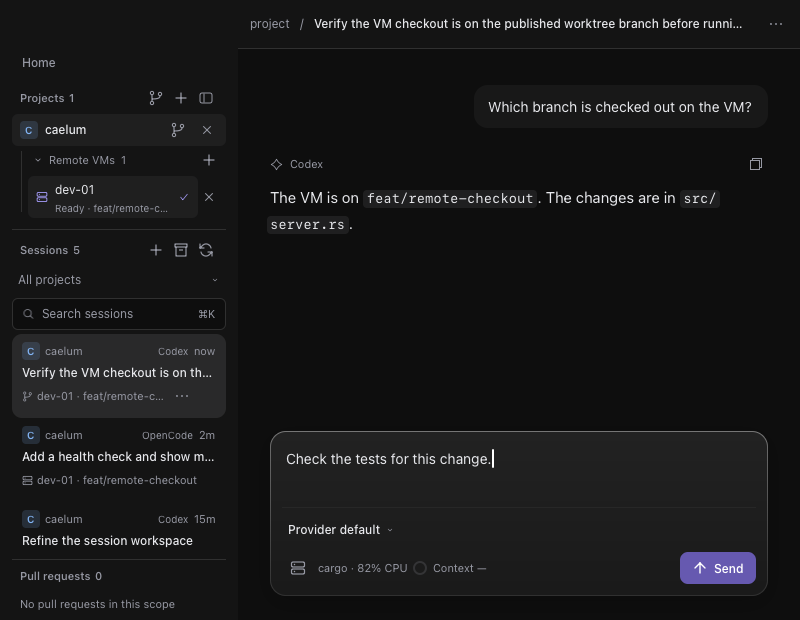 project / Verify the VM checkout is on the published worktree branch before runni...
Home
Projects 1
C caelum
Remote VMs 1
dev-01
Ready · feat/remote-c...
Sessions 5
All projects
Search sessions ⌘K
C caelum Codex now
Verify the VM checkout is on th...
dev-01 · feat/remote-c...
C caelum OpenCode 2m
Add a health check and show m...
dev-01 · feat/remote-checkout
C caelum Codex 15m
Refine the session workspace
Pull requests 0
No pull requests in this scope
Which branch is checked out on the VM?
Codex
The VM is on feat/remote-checkout. The changes are in src/
server.rs.
Check the tests for this change.
Provider default
cargo · 82% CPU Context —
Send